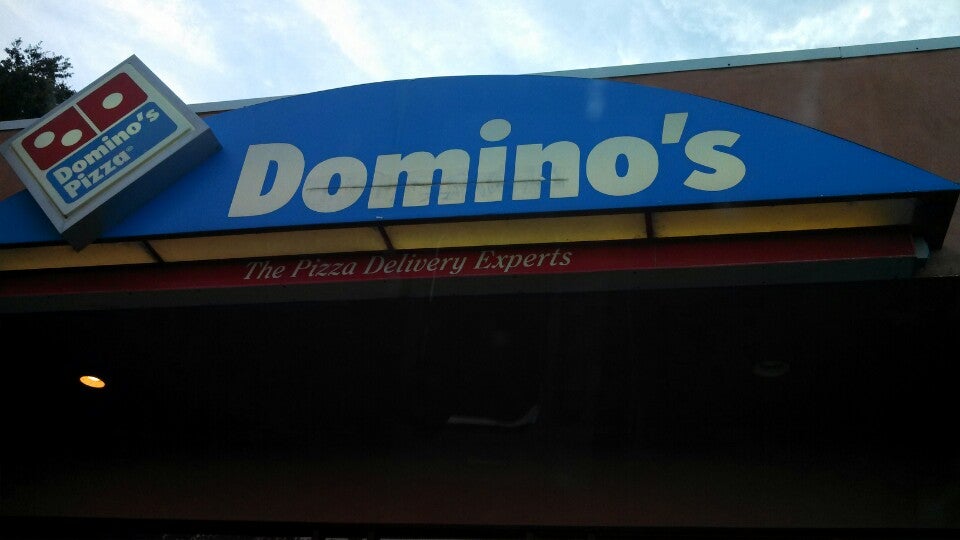 Domino's
Pizza®
Domino's
The Pizza Delivery Experts